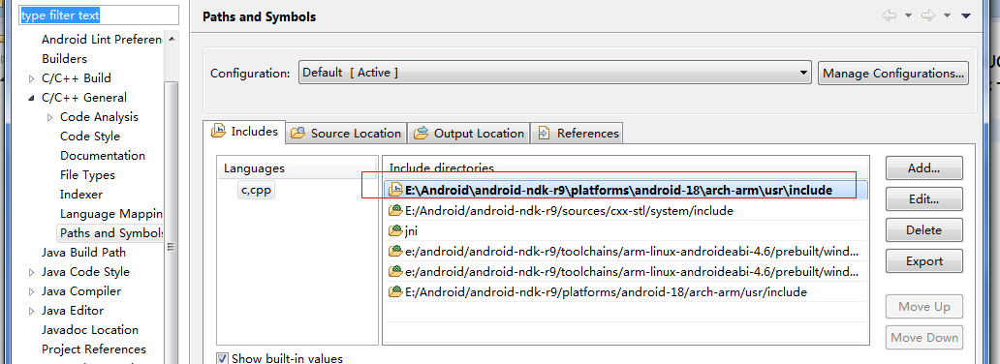 type filter text
Android Lint Preferen
Builders
C/C++ Build
C/C++ General
Code Analysis
Code Style
Documentation
File Types
Indexer
Language Mappin
Paths and Symbols
Java Build Path
Java Code Style
Java Compiler
Java Editor
Javadoc Location
Project References
Paths and Symbols
Configuration:
Default [ Active ]
Manage Configurations...
Includes
Source Location
Output Location
References
Languages
c,cpp
Include directories
E:\Android\android-ndk-r9\platforms\android-18\arch-arm\usr\include
E:/Android/android-ndk-r9/sources/cxx-stl/system/include
jni
e:/android/android-ndk-r9/toolchains/arm-linux-androideabi-4.6/prebuilt/wind...
e:/android/android-ndk-r9/toolchains/arm-linux-androideabi-4.6/prebuilt/wind...
E:/Android/android-ndk-r9/platforms/android-18/arch-arm/usr/include
Add...
Edit...
Delete
Export
Move Up
Move Down
Show built-in values